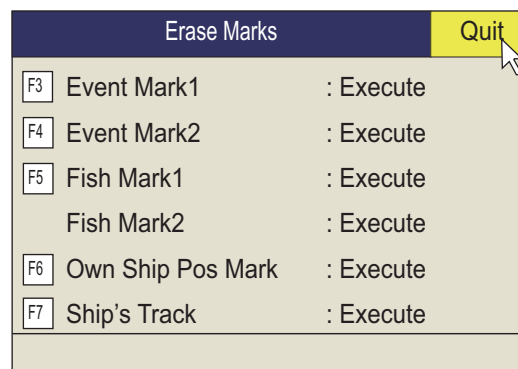 Erase Marks Quit
F3 Event Mark1 : Execute
F4 Event Mark2 : Execute
F5 Fish Mark1 : Execute
Fish Mark2 : Execute
F6 Own Ship Pos Mark : Execute
F7 Ship's Track : Execute